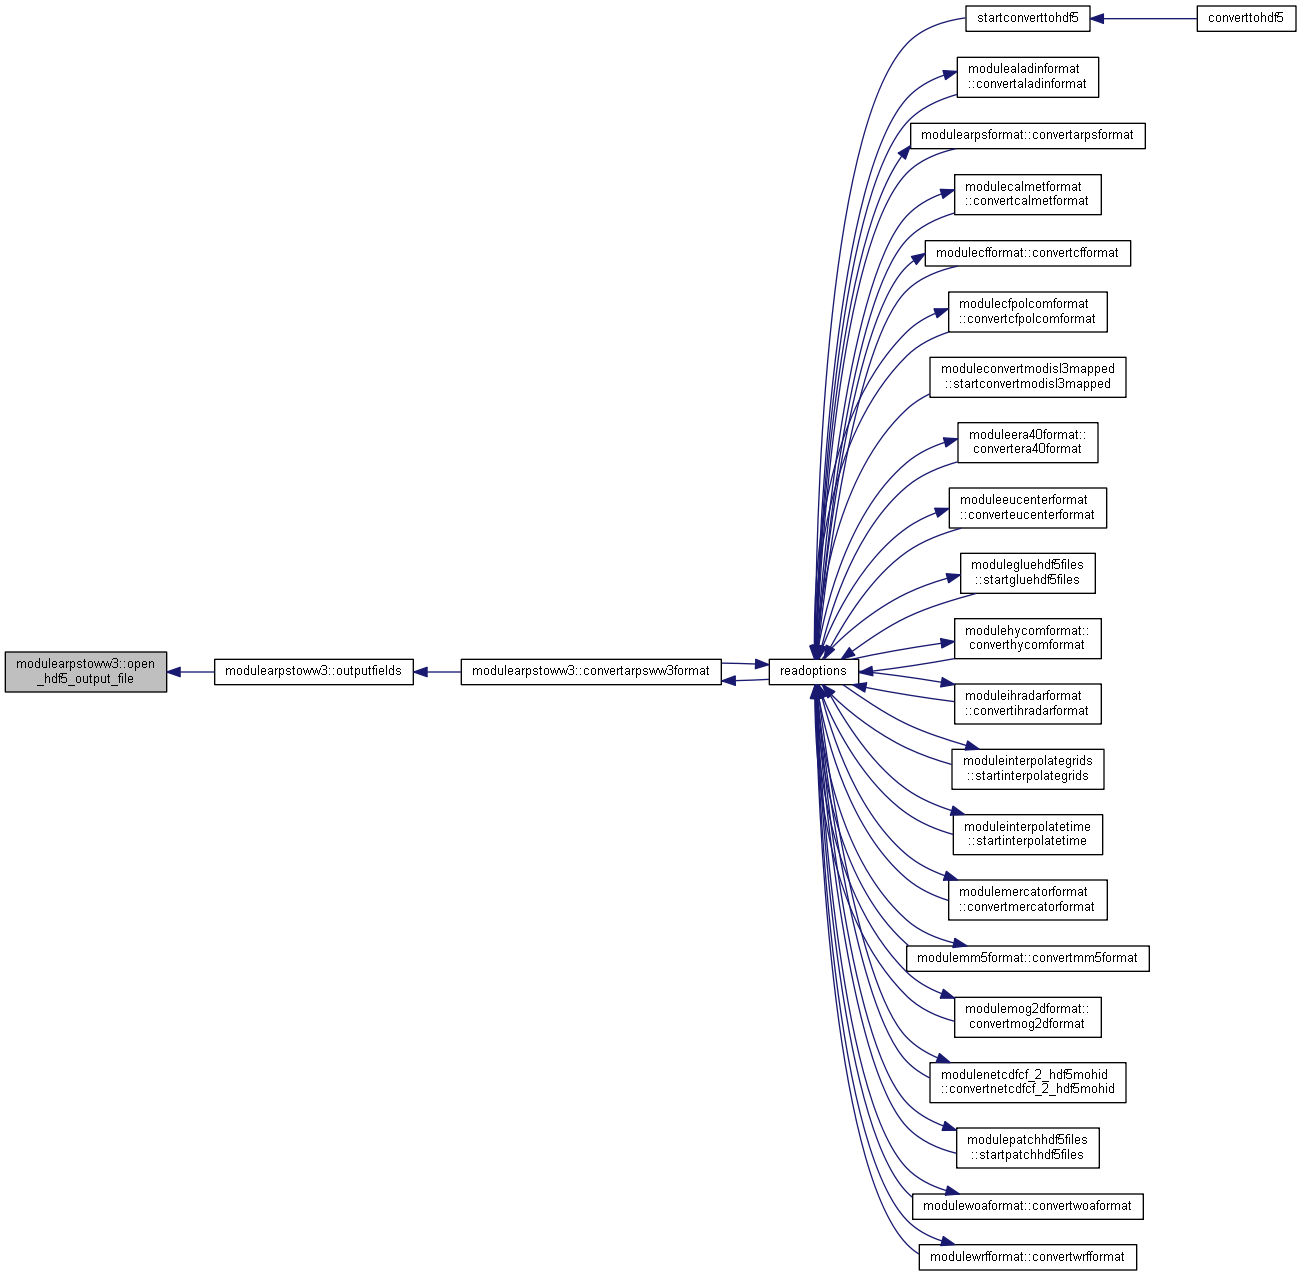 startconverttohdf5
converttohdf5
modulealadinformat
::convertaladinformat
modulearpsformat::convertarpsformat
modulecalmetformat
::convertcalmetformat
modulecfformat::convertcfformat
modulecfpolcomformat
::convertcfpolcomformat
moduleconvertmodisl3mapped
::startconvertmodisl3mapped
moduleera40format::
convertera40format
moduleeucenterformat
::converteucenterformat
modulegluehdf5files
::startgluehdf5files
modulehycomformat::
converthycomformat
modulearpstoww3::open
_hdf5_output_file
modulearpstoww3::outputfields
modulearpstoww3::convertarpsww3format
readoptions
moduleihradarformat
::convertihradarformat
moduleinterpolategrids
::startinterpolategrids
moduleinterpolatetime
::startinterpolatetime
modulemercatorformat
::convertmercatorformat
modulemm5format::convertmm5format
modulemog2dformat::
convertmog2dformat
modulenetcdfcf_2_hdf5mohid
::convertnetcdfcf_2_hdf5mohid
modulepatchhdf5files
::startpatchhdf5files
modulewoaformat::convertwoaformat
modulewrfformat::convertwrfformat